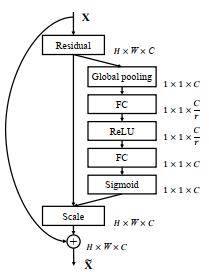 X
Residual
H × W × C
Global pooling
1 × 1 × C
FC
1 × 1 × C/r
ReLU
1 × 1 × C/r
FC
1 × 1 × C
Sigmoid
1 × 1 × C
Scale
H × W × C
+
H × W × C
X̃